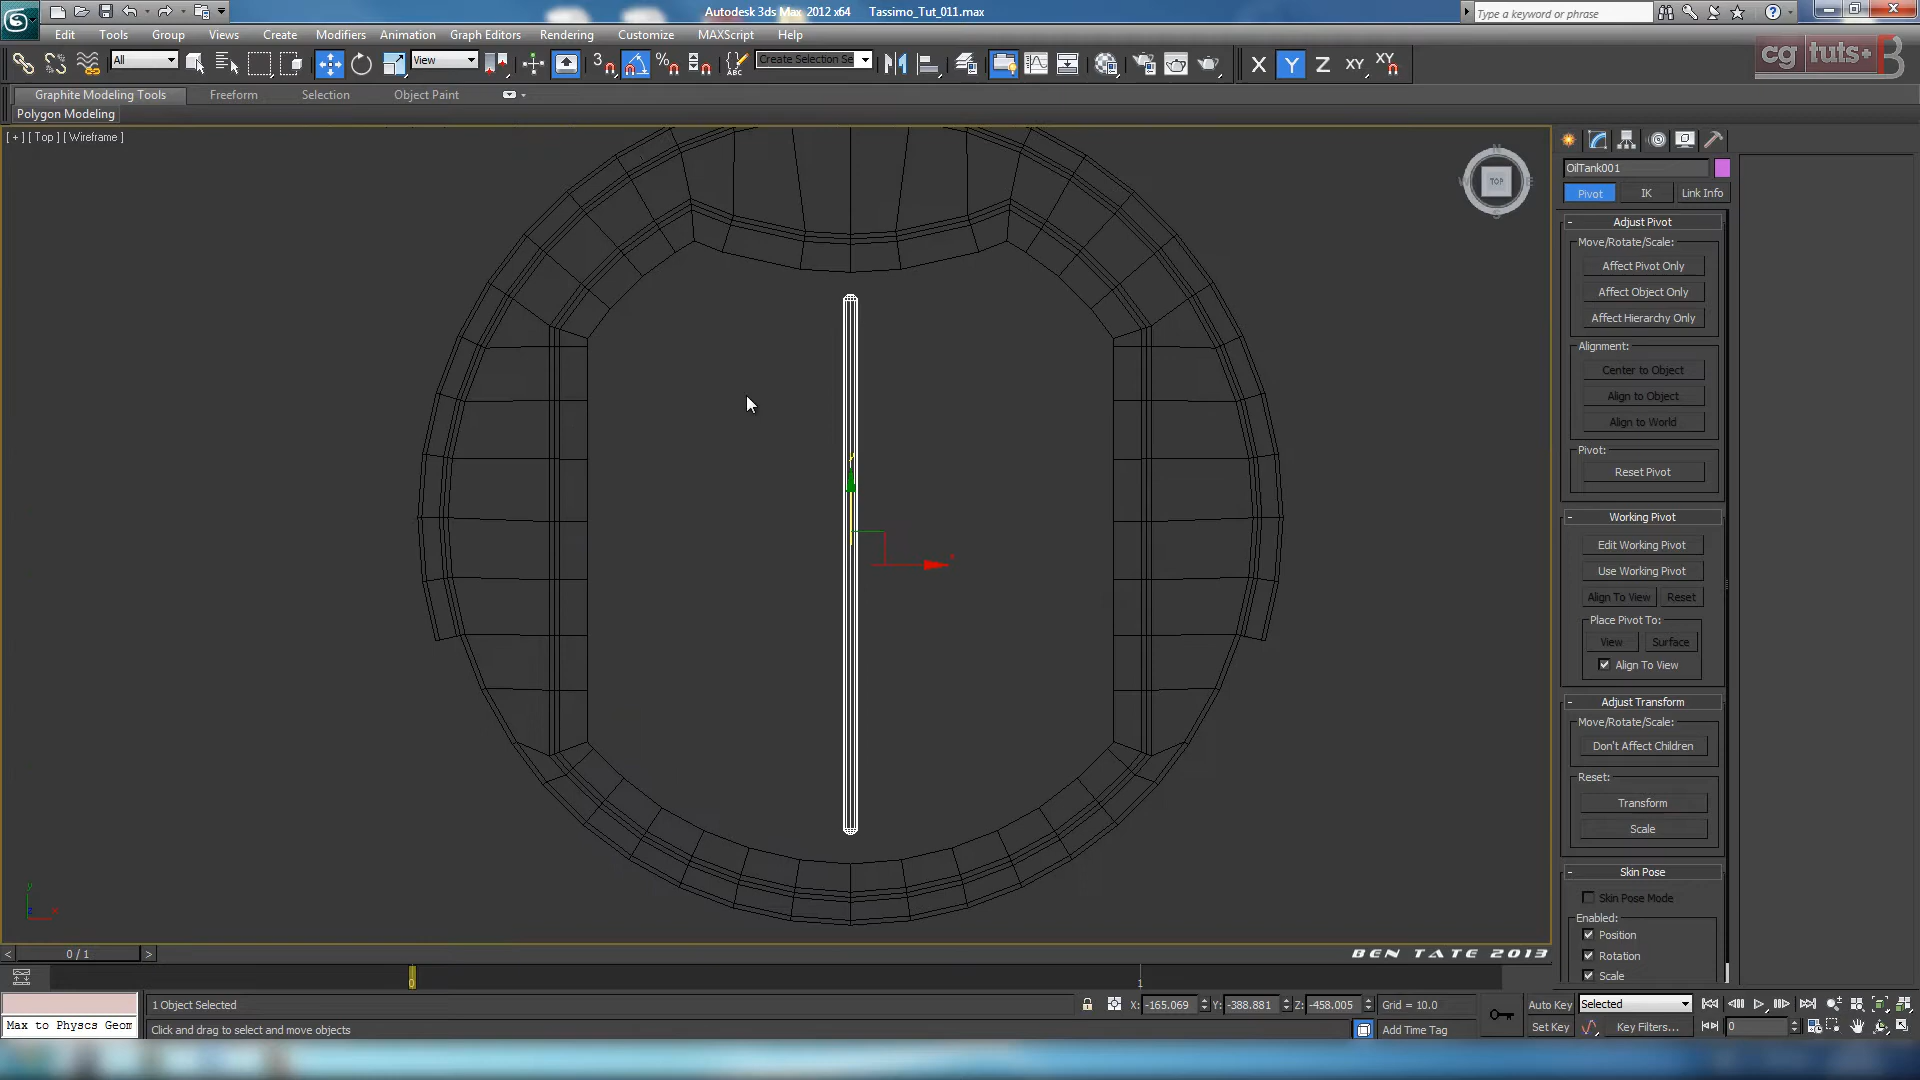 Autodesk 3ds Max 2012 x64 Tassimo_Tut_011.max
Type a keyword or phrase
Edit Tools Group Views Create Modifiers Animation Graph Editors Rendering Customize MAXScript Help
All View 3 ABC Create Selection Se X Y Z XY XY
cg tuts+
Graphite Modeling Tools Freeform Selection Object Paint
Polygon Modeling
[ + ] [ Top ] [ Wireframe ]
TOP
OilTank001
Pivot IK Link Info
- Adjust Pivot
Move/Rotate/Scale:
Affect Pivot Only
Affect Object Only
Affect Hierarchy Only
Alignment:
Center to Object
Align to Object
Align to World
Pivot:
Reset Pivot
- Working Pivot
Edit Working Pivot
Use Working Pivot
Align To View Reset
Place Pivot To:
View Surface
Align To View
- Adjust Transform
Move/Rotate/Scale:
Don't Affect Children
Reset:
Transform
Scale
- Skin Pose
Skin Pose Mode
Enabled:
Position
Rotation
Scale
y
x
z
x
BEN TATE 2013
< 0 / 1 >
0 1
1 Object Selected X: -165.069 Y: -388.881 Z: -458.005 Grid = 10.0 Auto Key Selected
Max to Physcs Geom Click and drag to select and move objects Add Time Tag Set Key Key Filters... 0